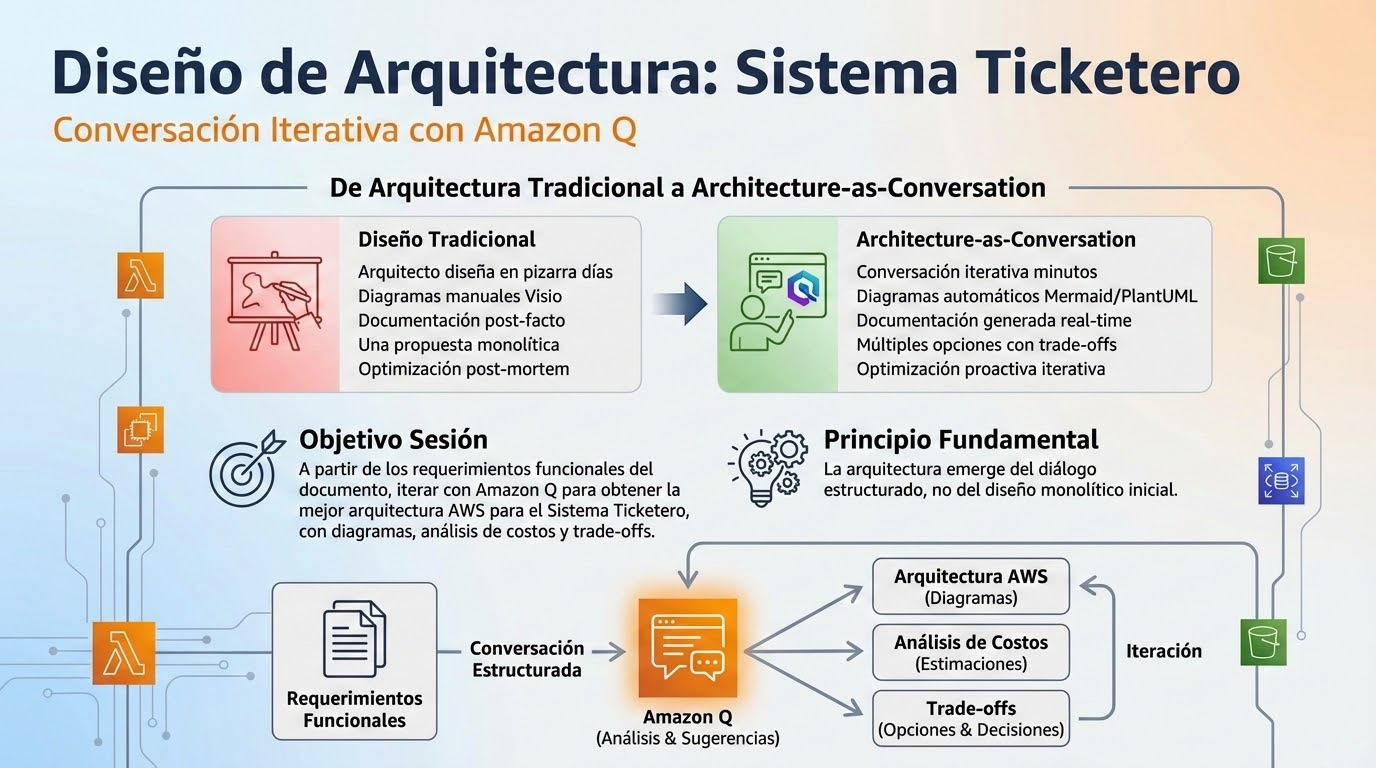 Diseño de Arquitectura: Sistema Ticketero
Conversación Iterativa con Amazon Q
De Arquitectura Tradicional a Architecture-as-Conversation
Diseño Tradicional
Arquitecto diseña en pizarra días
Diagramas manuales Visio
Documentación post-facto
Una propuesta monolítica
Optimización post-mortem
Architecture-as-Conversation
Conversación iterativa minutos
Diagramas automáticos Mermaid/PlantUML
Documentación generada real-time
Múltiples opciones con trade-offs
Optimización proactiva iterativa
Objetivo Sesión
A partir de los requerimientos funcionales del
documento, iterar con Amazon Q para obtener la
mejor arquitectura AWS para el Sistema Ticketero,
con diagramas, análisis de costos y trade-offs.
Principio Fundamental
La arquitectura emerge del diálogo
estructurado, no del diseño monolítico inicial.
Requerimientos
Funcionales
Conversación
Estructurada
Amazon Q
(Análisis & Sugerencias)
Arquitectura AWS
(Diagramas)
Análisis de Costos
(Estimaciones)
Trade-offs
(Opciones & Decisiones)
Iteración